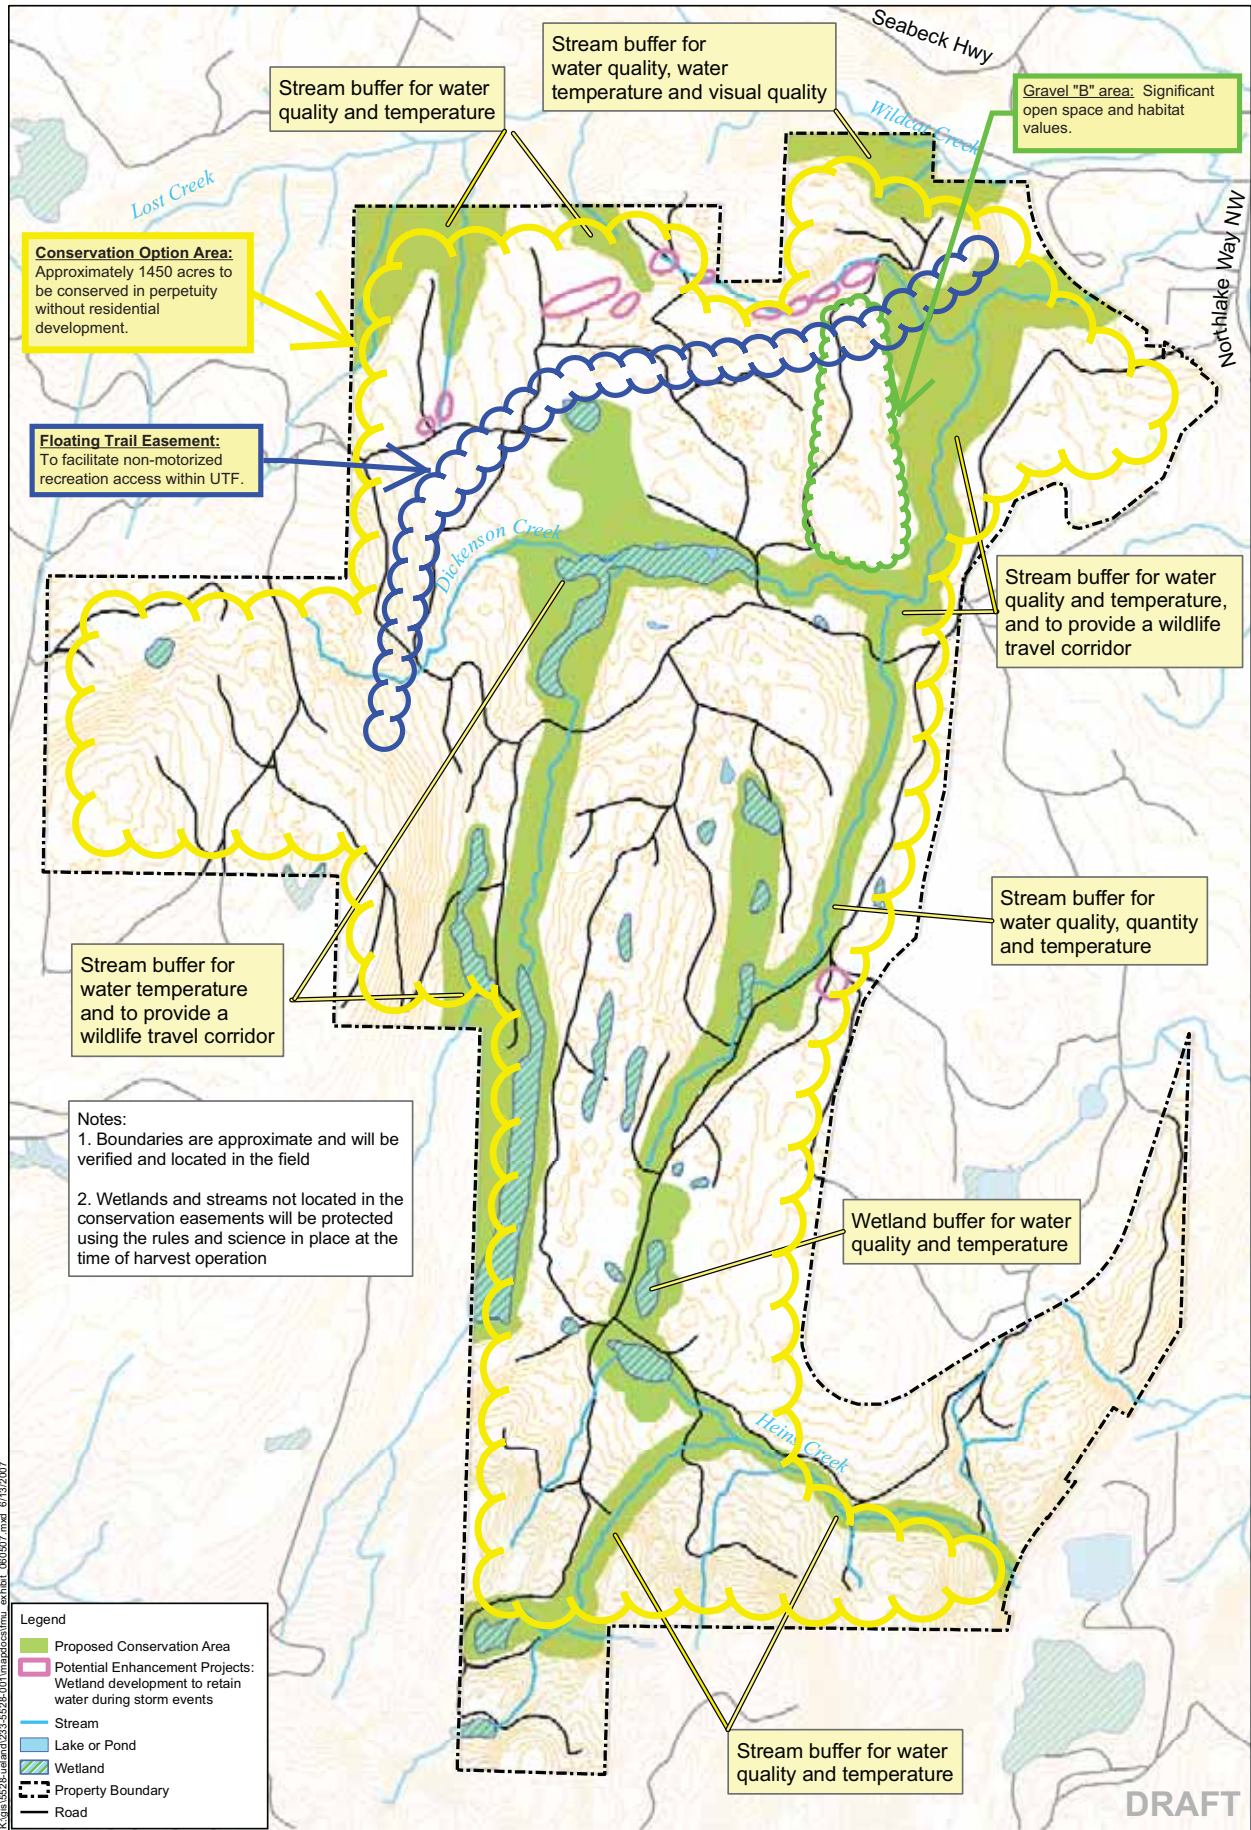 Seabeck Hwy
Stream buffer for
water quality, water
temperature and visual quality
Stream buffer for water
quality and temperature
Gravel "B" area: Significant
open space and habitat
values.
Wildcat Creek
Lost Creek
Northlake Way NW
Conservation Option Area:
Approximately 1450 acres to
be conserved in perpetuity
without residential
development.
Floating Trail Easement:
To facilitate non-motorized
recreation access within UTF.
Dickenson Creek
Stream buffer for water
quality and temperature,
and to provide a wildlife
travel corridor
Stream buffer for
water quality, quantity
and temperature
Stream buffer for
water temperature
and to provide a
wildlife travel corridor
Notes:
1. Boundaries are approximate and will be
verified and located in the field
2. Wetlands and streams not located in the
conservation easements will be protected
using the rules and science in place at the
time of harvest operation
Wetland buffer for water
quality and temperature
Heins Creek
Stream buffer for water
quality and temperature
Legend
Proposed Conservation Area
Potential Enhancement Projects:
Wetland development to retain
water during storm events
Stream
Lake or Pond
Wetland
Property Boundary
Road
DRAFT